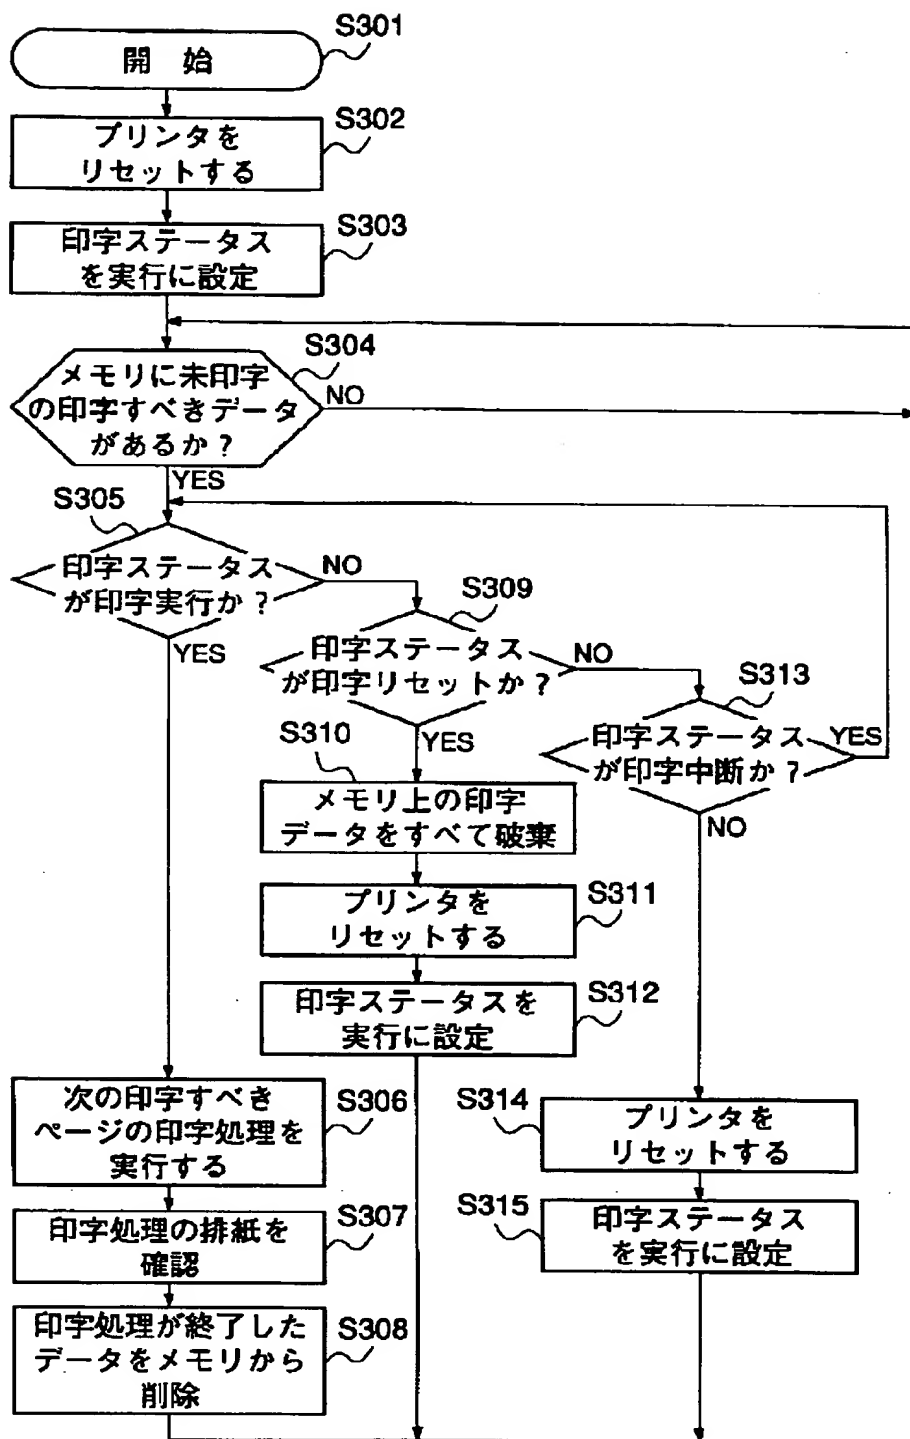 S301
開 始
S302
プリンタを
リセットする
S303
印字ステータス
を実行に設定
S304
メモリに未印字
の印字すべきデータ
があるか?
NO
YES
S305
印字ステータス
が印字実行か?
NO
YES
S309
印字ステータス
が印字リセットか?
NO
YES
S313
印字ステータス
が印字中断か?
YES
NO
S310
メモリ上の印字
データをすべて破棄
S311
プリンタを
リセットする
S312
印字ステータスを
実行に設定
S306
次の印字すべき
ページの印字処理を
実行する
S307
印字処理の排紙を
確認
S308
印字処理が終了した
データをメモリから
削除
S314
プリンタを
リセットする
S315
印字ステータス
を実行に設定